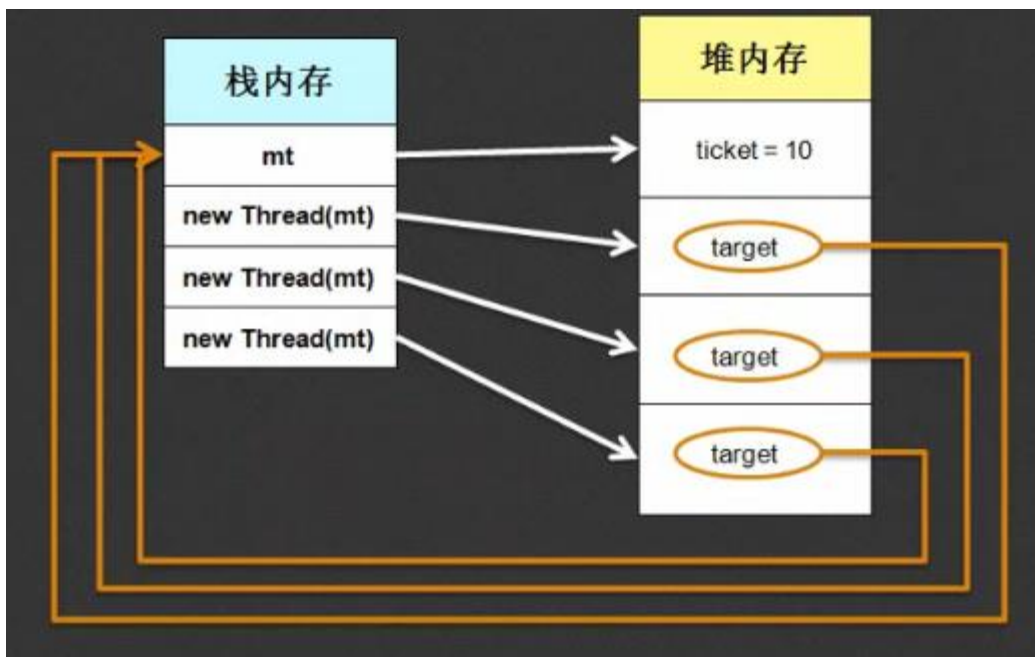 栈内存
mt
new Thread(mt)
new Thread(mt)
new Thread(mt)
堆内存
ticket = 10
target
target
target